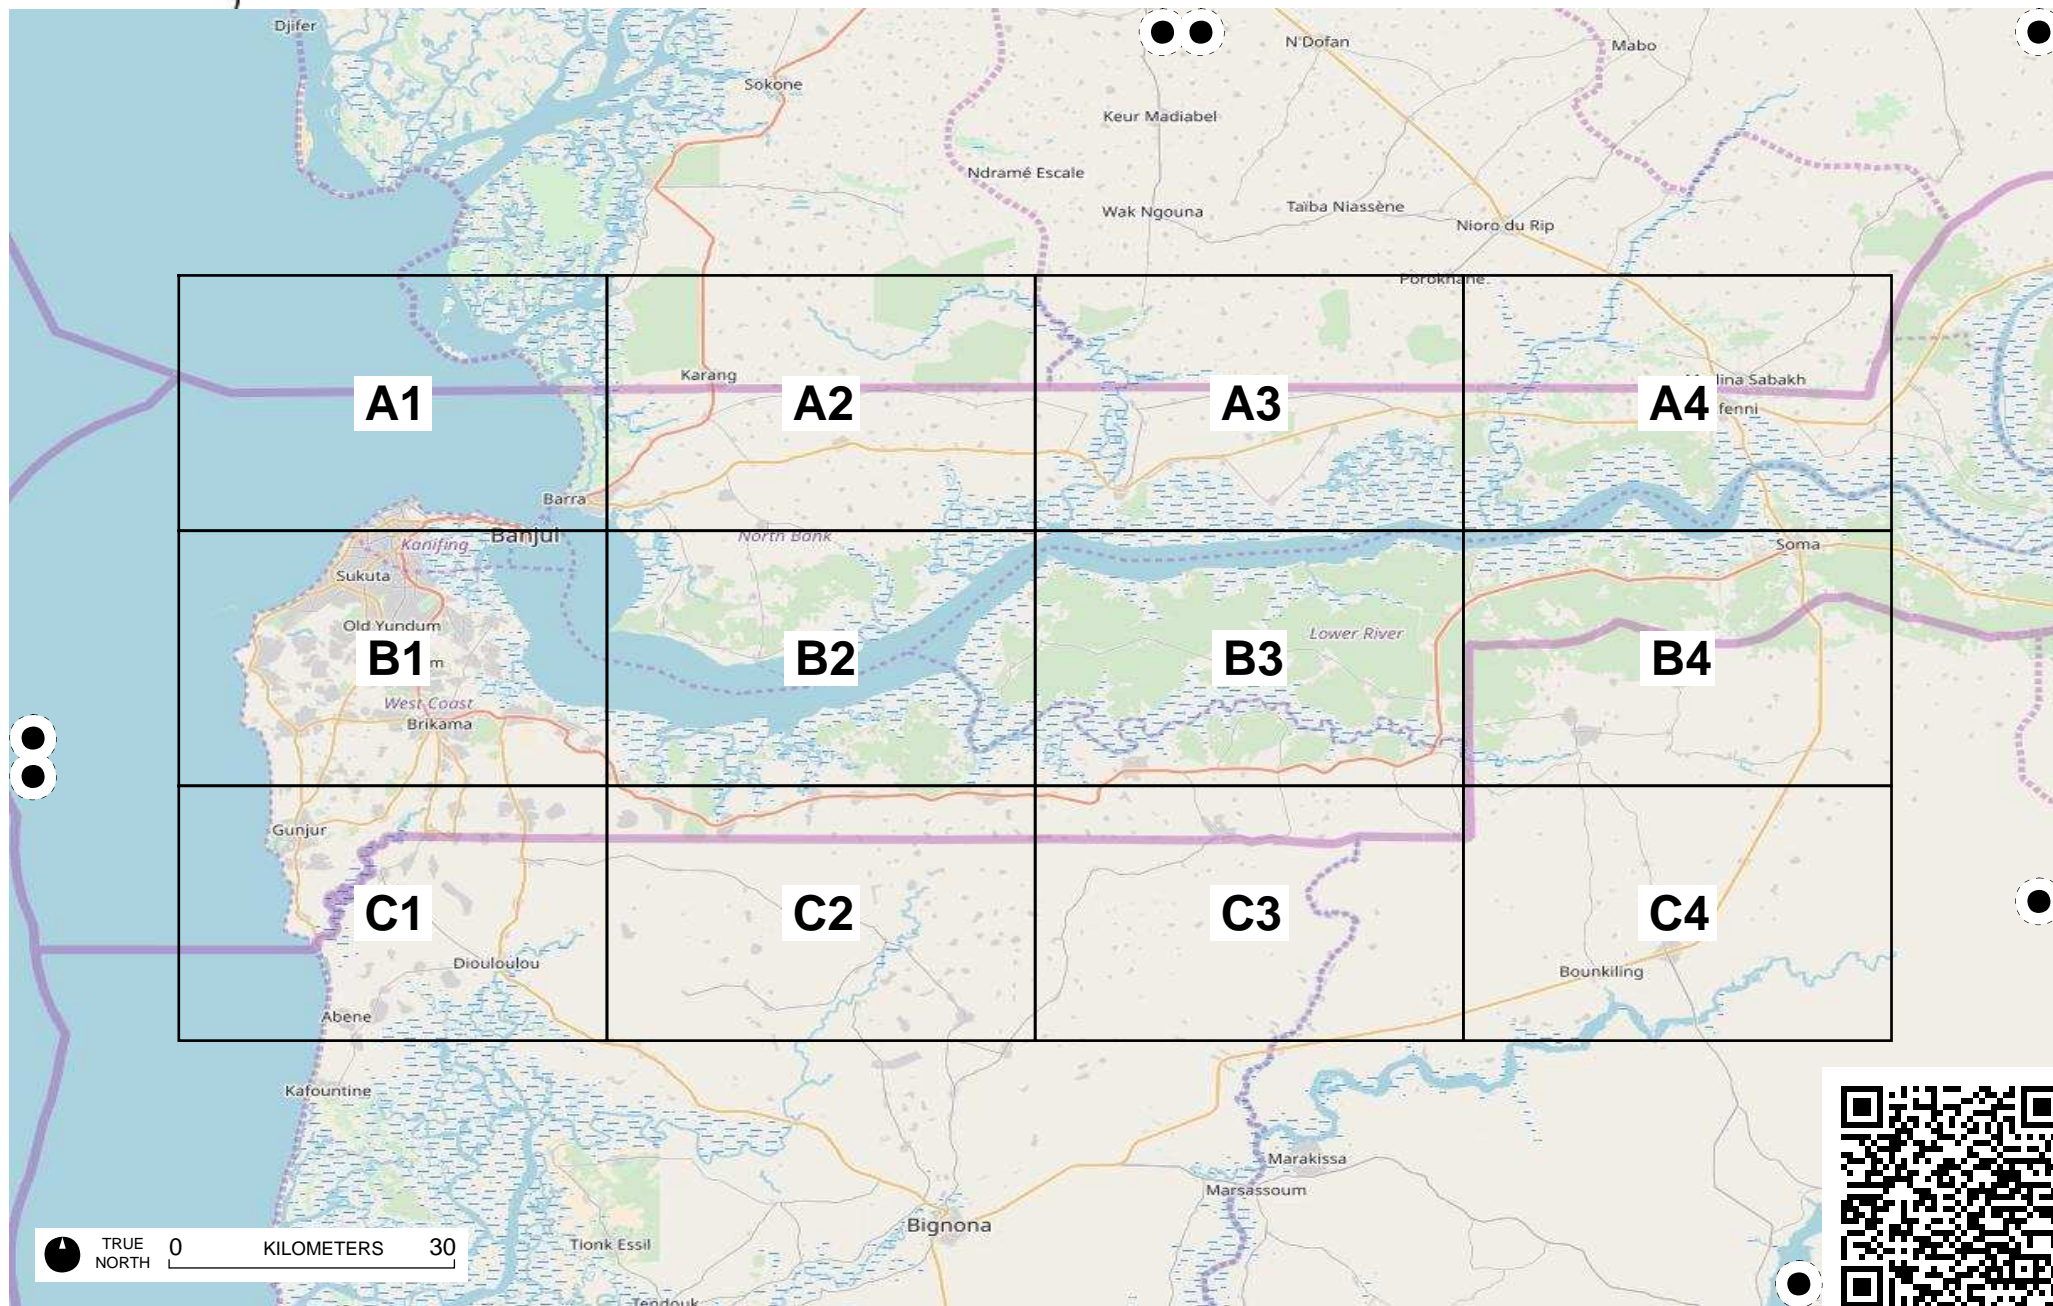 Djifer
N'Dofan
Mabo
Sokone
Keur Madiabel
Ndramé Escale
Wak Ngouna
Taïba Niassène
Nioro du Rip
Porokhane
Karang
A1
A2
A3
A4
lina Sabakh
fenni
Barra
Banjul
Kanifing
North Bank
Soma
Sukuta
Old Yundum
Lower River
B1
m
B2
B3
B4
West Coast
Brikama
Gunjur
C1
C2
C3
C4
Diouloulou
Bounkiling
Abene
Kafountine
Marakissa
Marsassoum
Bignona
Tionk Essil
TRUE
NORTH
0 KILOMETERS 30
Tendouk